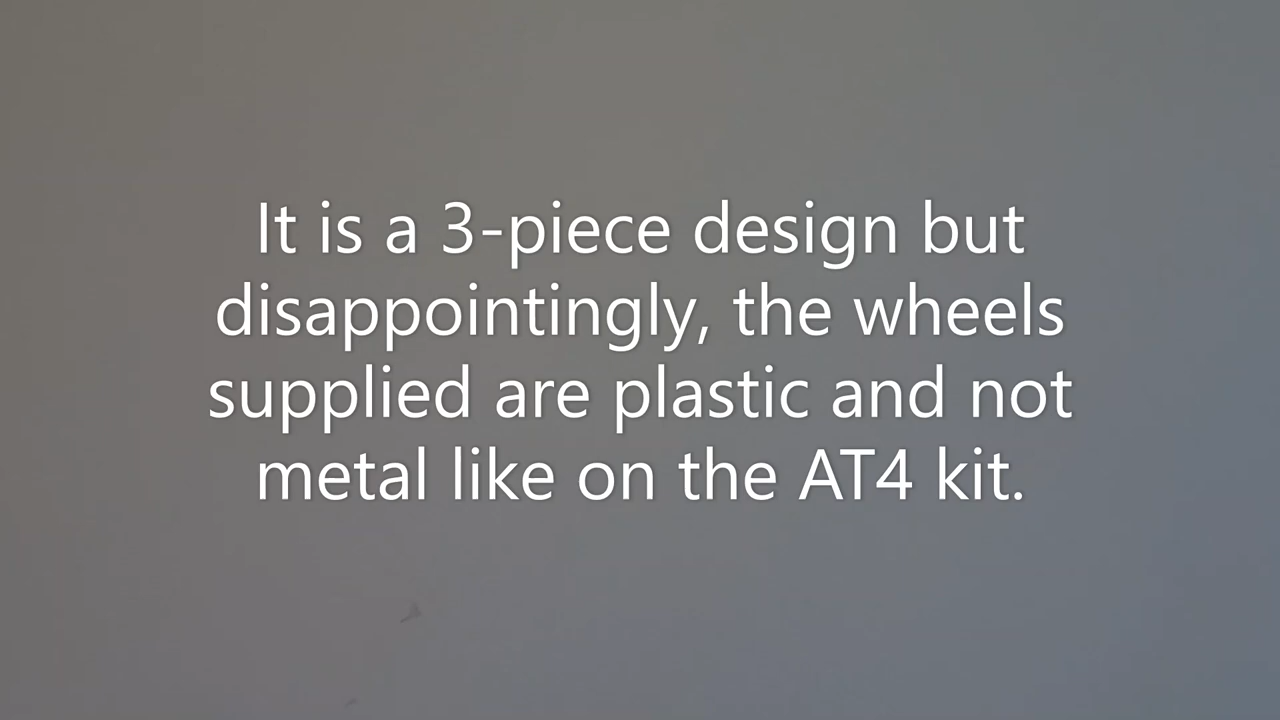 It is a 3-piece design but
disappointingly, the wheels
supplied are plastic and not
metal like on the AT4 kit.